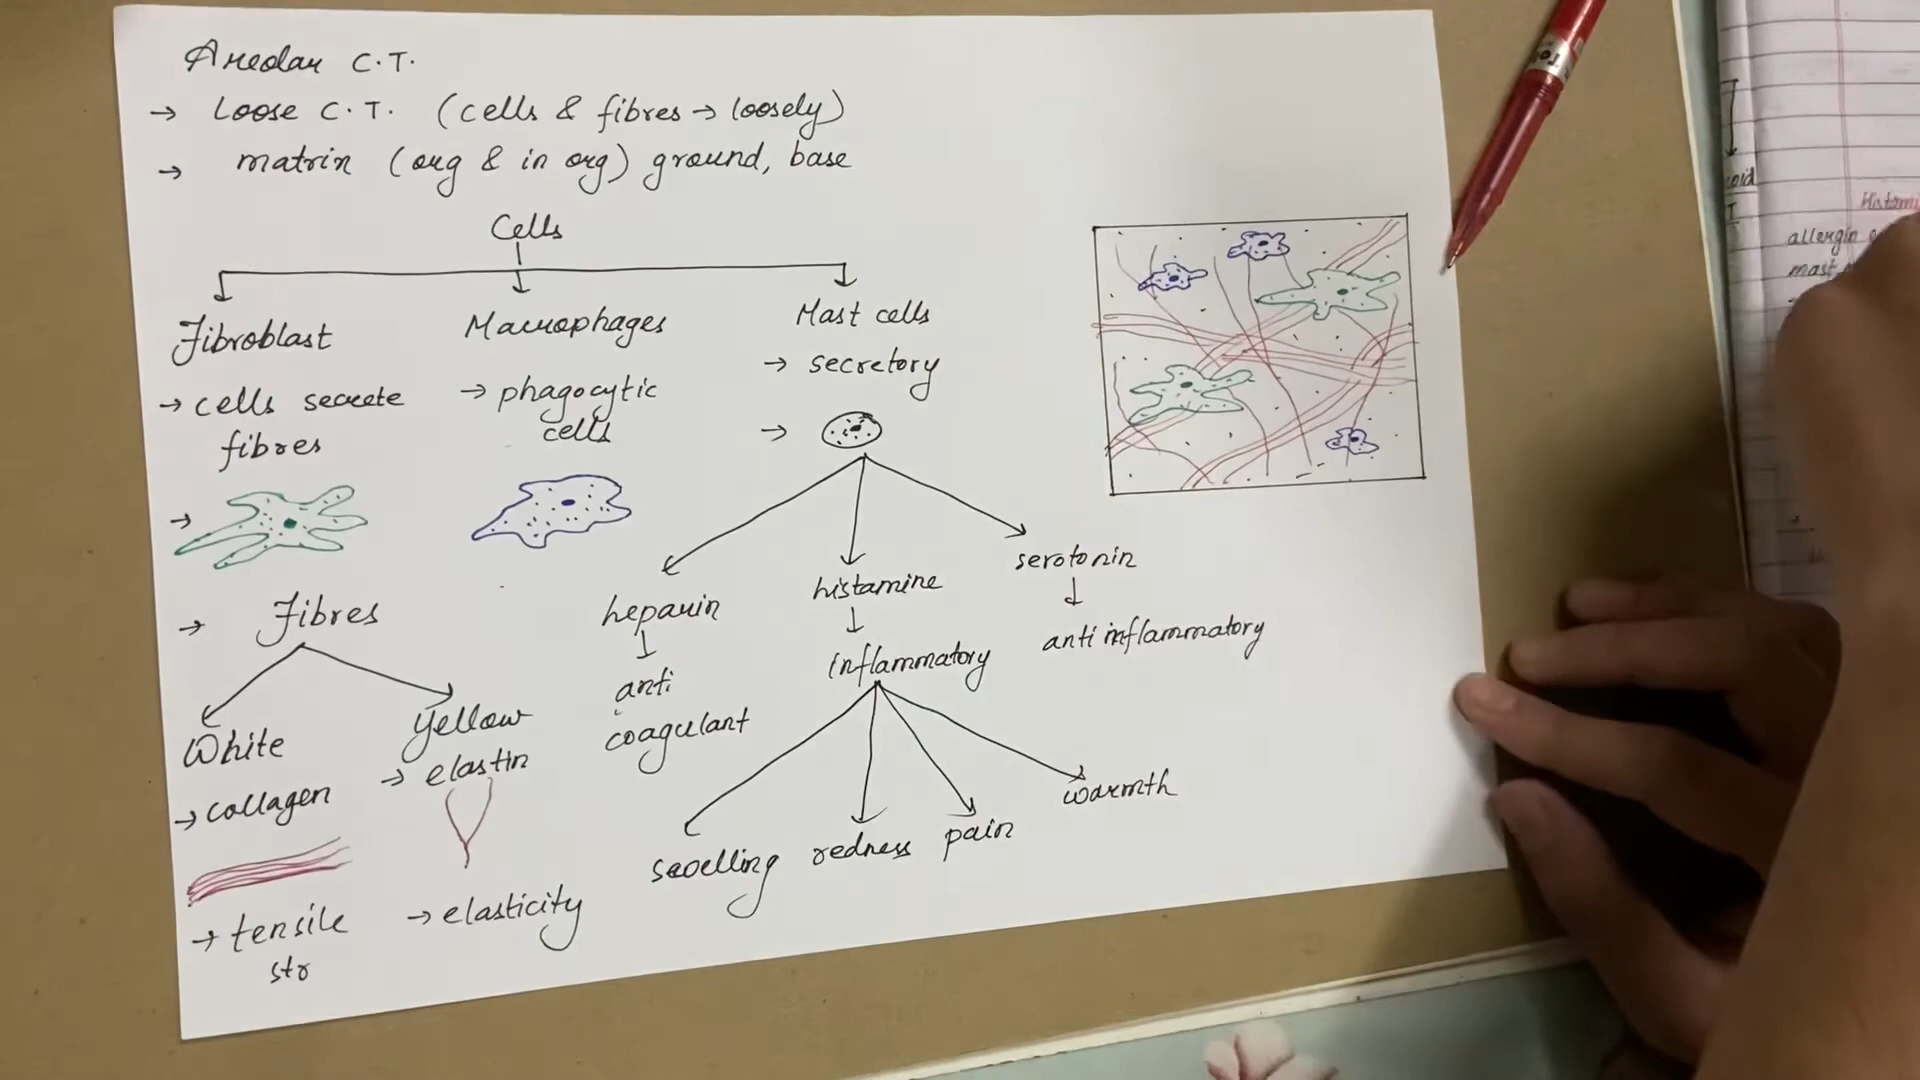 Areolar C.T.
→ Loose C.T. (cells & fibres → loosely)
→ matrix (org & in org) ground, base
Cells
Fibroblast
→ cells secrete
fibres
→
→ Fibres
White
→ collagen
→ tensile
str
Yellow
→ elastin
→ elasticity
Macrophages
→ phagocytic
cells
Mast cells
→ secretory
→
heparin
↓
anti
coagulant
histamine
↓
inflammatory
swelling redness pain warmth
serotonin
↓
anti inflammatory
allergin
mast